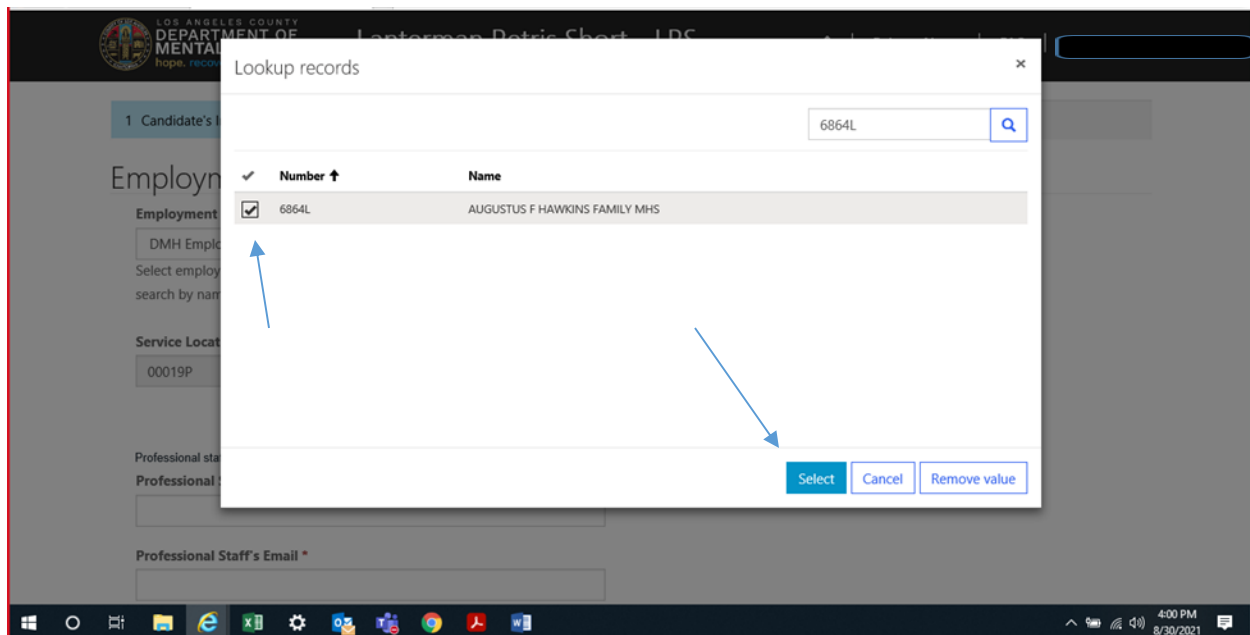 LOS ANGELES COUNTY
DEPARTMENT OF
MENTAL
hope. recov
Lanterman Petris Short LPS
Lookup records ×
1 Candidate's I
6864L
Number Name
6864L AUGUSTUS F HAWKINS FAMILY MHS
Employm
Employment
DMH Emplo
Select employ
search by nam
Service Locat
00019P
Select Cancel Remove value
Professional sta
Professional
Professional Staff's Email *
4:00 PM
8/30/2021